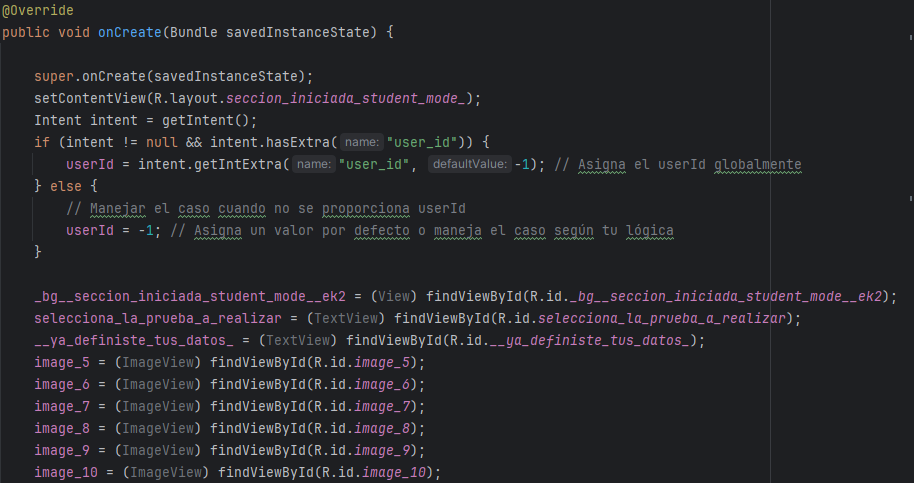 @Override
public void onCreate(Bundle savedInstanceState) {
super.onCreate(savedInstanceState);
setContentView(R.layout.seccion_iniciada_student_mode_);
Intent intent = getIntent();
if (intent != null && intent.hasExtra( name: "user_id")) {
userId = intent.getIntExtra( name: "user_id", defaultValue: -1); // Asigna el userId globalmente
} else {
// Manejar el caso cuando no se proporciona userId
userId = -1; // Asigna un valor por defecto o maneja el caso según tu lógica
}
_bg__seccion_iniciada_student_mode__ek2 = (View) findViewById(R.id._bg__seccion_iniciada_student_mode__ek2);
selecciona_la_prueba_a_realizar = (TextView) findViewById(R.id.selecciona_la_prueba_a_realizar);
__ya_definiste_tus_datos_ = (TextView) findViewById(R.id.__ya_definiste_tus_datos_);
image_5 = (ImageView) findViewById(R.id.image_5);
image_6 = (ImageView) findViewById(R.id.image_6);
image_7 = (ImageView) findViewById(R.id.image_7);
image_8 = (ImageView) findViewById(R.id.image_8);
image_9 = (ImageView) findViewById(R.id.image_9);
image_10 = (ImageView) findViewById(R.id.image_10);